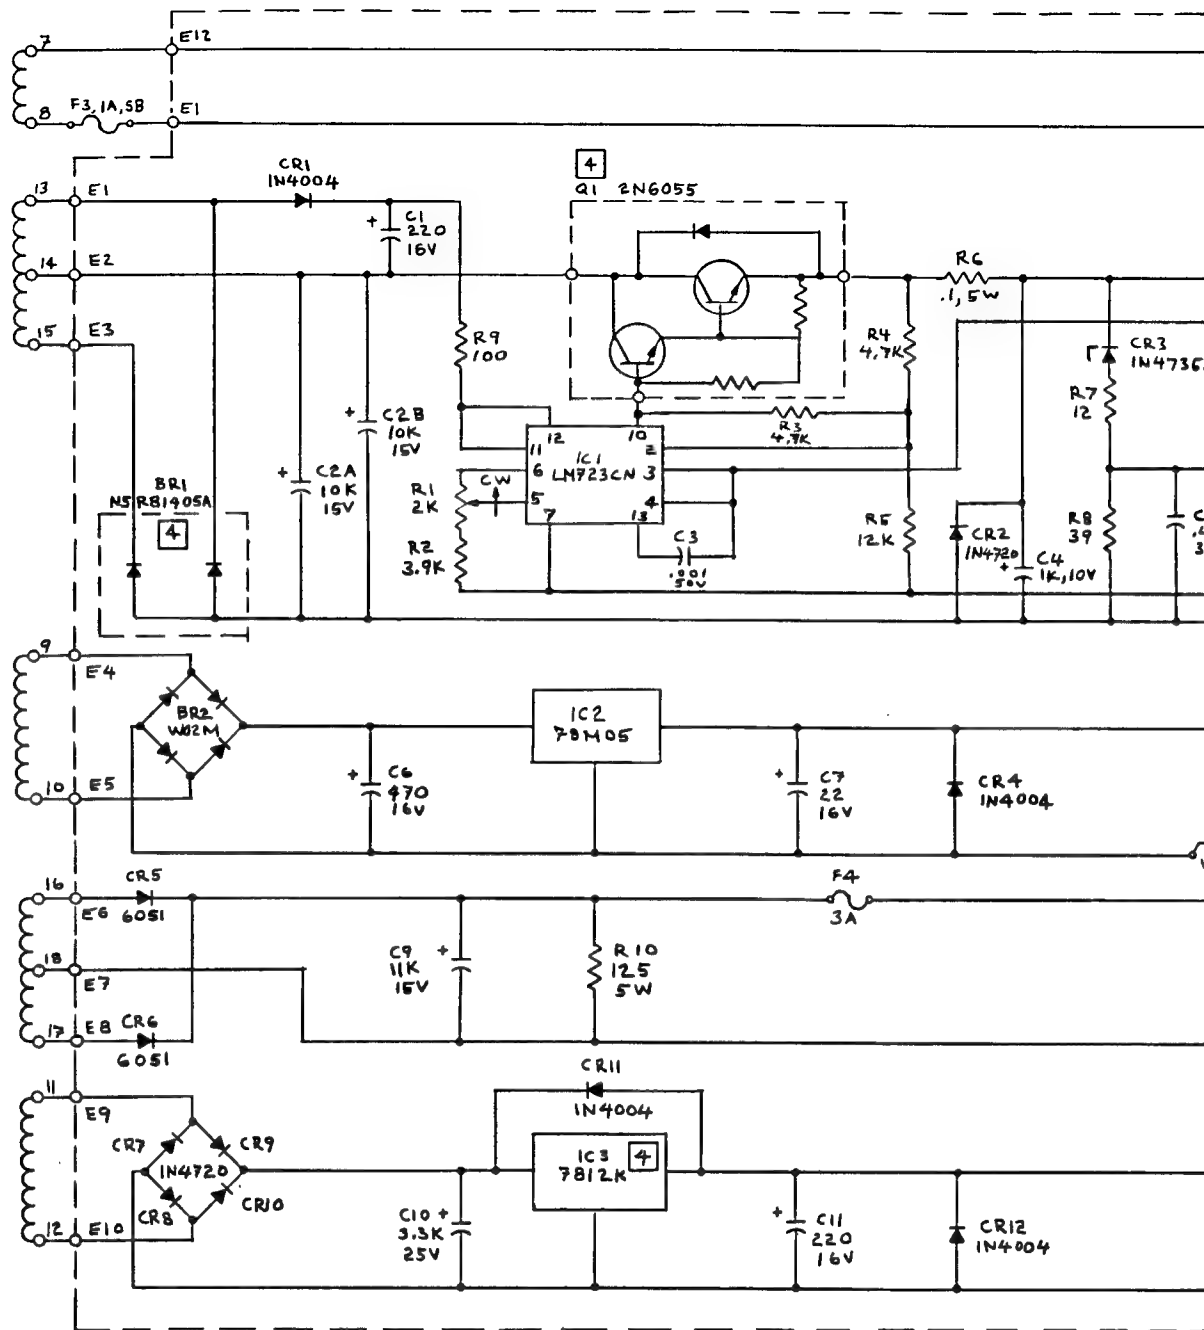 7
E12
8
F3, 1A, SB
E1
13
E1
CR1
1N4004
C1
220
16V
4
Q1 2N6055
14
E2
R6
.1, 5W
15
E3
R9
100
R4
4.7K
CR3
1N4736
R7
12
C2B
10K
15V
R3
4.7K
12
10
11
IC1
LM723CN
2
6
3
5
4
7
13
CW
R1
2K
C2A
10K
15V
BR1
NSRB1405A
4
R2
3.9K
C3
.001
50V
R5
12K
CR2
1N4720
C4
1K, 10V
R8
39
C
9
E4
BR2
W02M
10
E5
C6
470
16V
IC2
78M05
C7
22
16V
CR4
1N4004
16
E6
CR5
6051
F4
3A
18
E7
C9
11K
15V
R10
125
5W
17
E8
CR6
6051
11
E9
CR7
CR9
1N4720
CR8
CR10
12
E10
CR11
1N4004
IC3
7812K
4
C10
3.3K
25V
C11
220
16V
CR12
1N4004